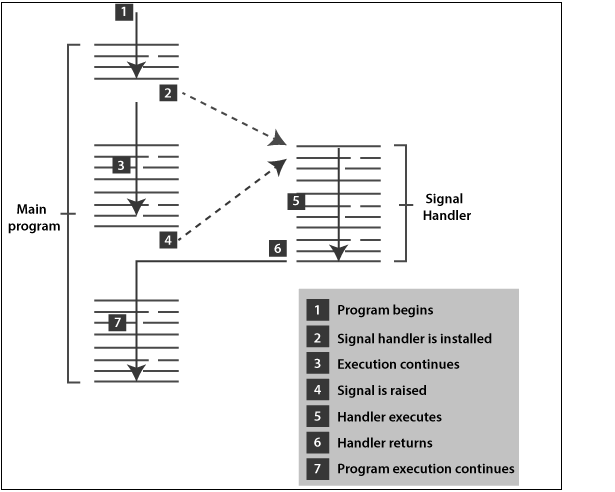 1
2
3
Main
program
4
5
Signal
Handler
6
7
1 Program begins
2 Signal handler is installed
3 Execution continues
4 Signal is raised
5 Handler executes
6 Handler returns
7 Program execution continues